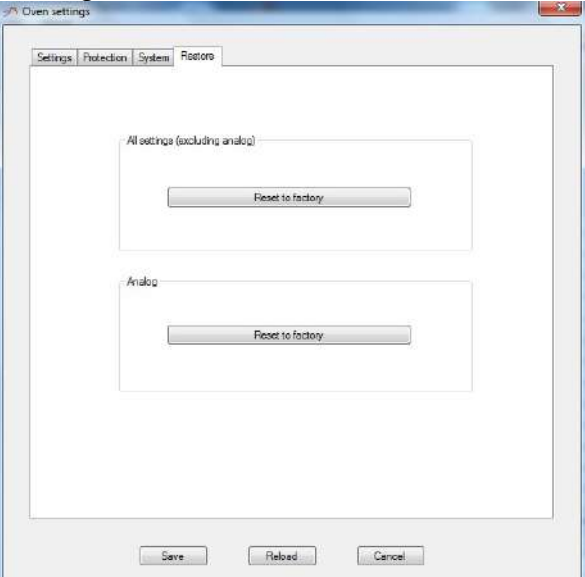 Oven settings
Settings Protection System Restore
All settings (excluding analog)
Reset to factory
Analog
Reset to factory
Save Reload Cancel